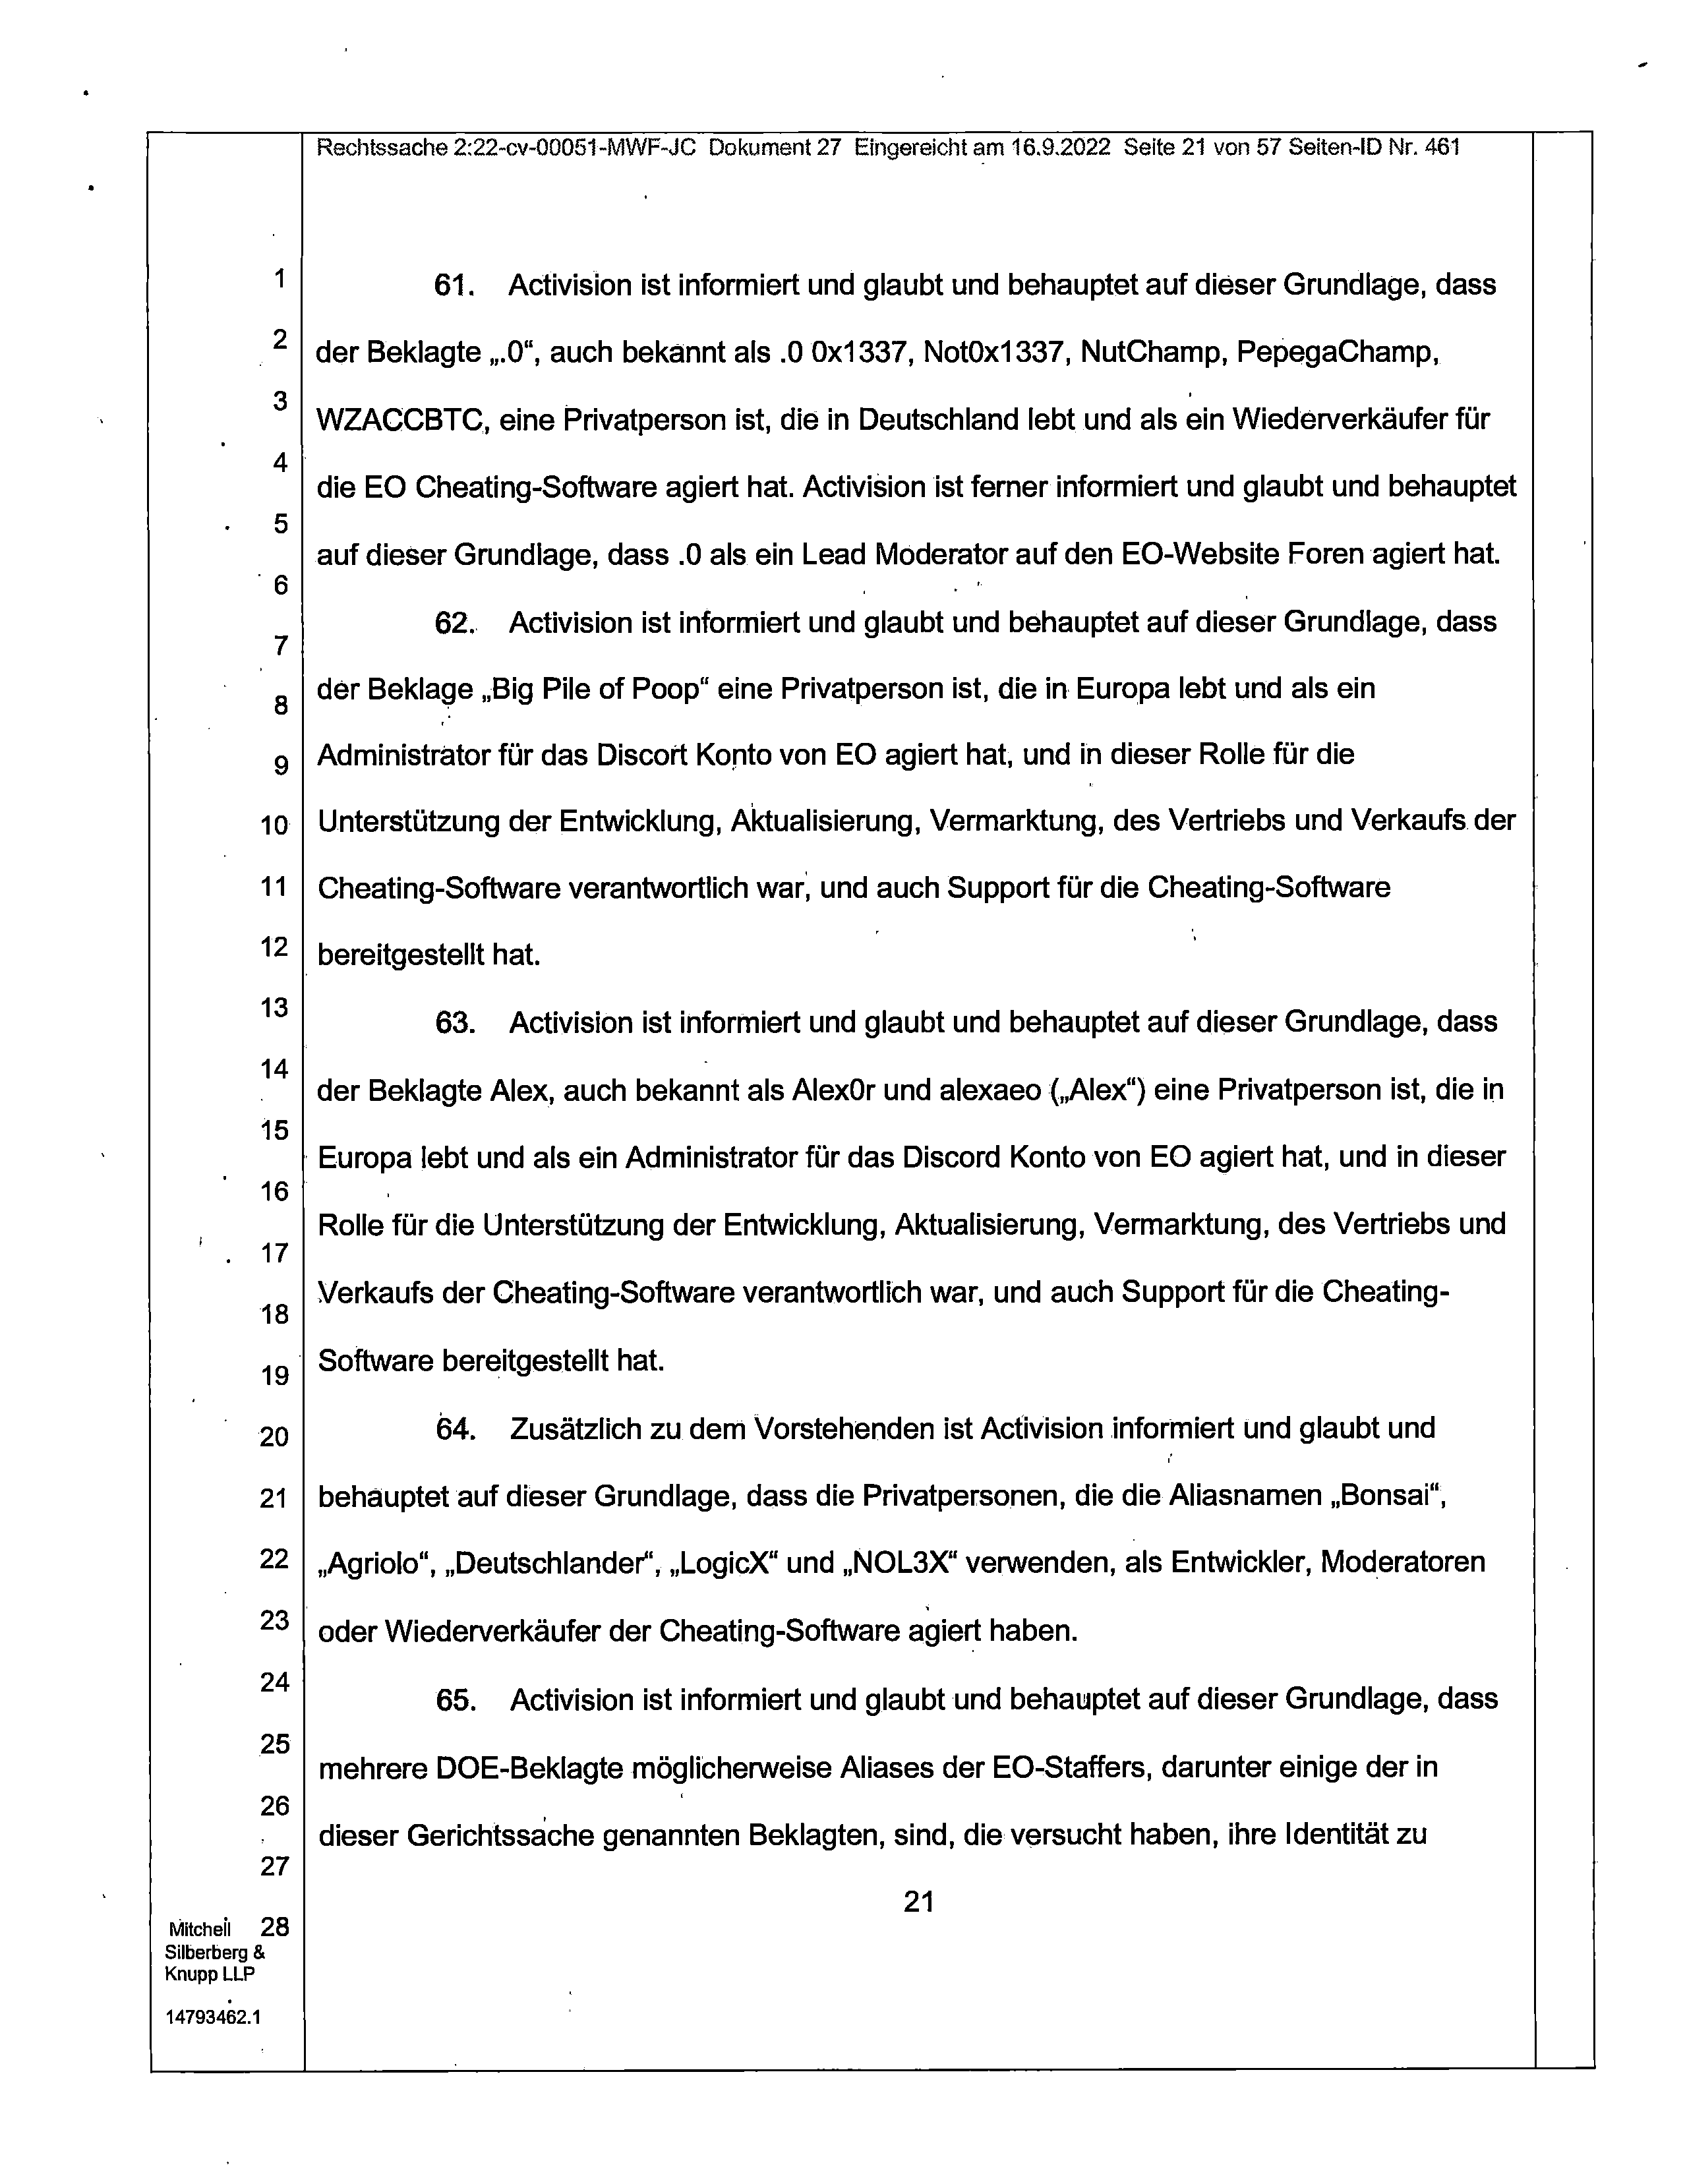 Rechtssache 2:22-cv-00051-MWF-JC Dokument 27 Eingereicht am 16.9.2022 Seite 21 von 57 Seiten-ID Nr. 461
1
61. Activision ist informiert und glaubt und behauptet auf dieser Grundlage, dass
2
der Beklagte „.0“, auch bekannt als .0 0x1337, Not0x1337, NutChamp, PepegaChamp,
3
WZACCBTC, eine Privatperson ist, die in Deutschland lebt und als ein Wiederverkäufer für
4
die EO Cheating-Software agiert hat. Activision ist ferner informiert und glaubt und behauptet
5
auf dieser Grundlage, dass .0 als ein Lead Moderator auf den EO-Website Foren agiert hat.
6
62. Activision ist informiert und glaubt und behauptet auf dieser Grundlage, dass
7
der Beklage „Big Pile of Poop“ eine Privatperson ist, die in Europa lebt und als ein
8
Administrator für das Discort Konto von EO agiert hat, und in dieser Rolle für die
9
Unterstützung der Entwicklung, Aktualisierung, Vermarktung, des Vertriebs und Verkaufs der
10
Cheating-Software verantwortlich war, und auch Support für die Cheating-Software
11
bereitgestellt hat.
12
13
63. Activision ist informiert und glaubt und behauptet auf dieser Grundlage, dass
14
der Beklagte Alex, auch bekannt als Alex0r und alexaeo („Alex“) eine Privatperson ist, die in
15
Europa lebt und als ein Administrator für das Discord Konto von EO agiert hat, und in dieser
16
Rolle für die Unterstützung der Entwicklung, Aktualisierung, Vermarktung, des Vertriebs und
17
Verkaufs der Cheating-Software verantwortlich war, und auch Support für die Cheating-
18
Software bereitgestellt hat.
19
64. Zusätzlich zu dem Vorstehenden ist Activision informiert und glaubt und
20
behauptet auf dieser Grundlage, dass die Privatpersonen, die die Aliasnamen „Bonsai“,
21
„Agriolo“, „Deutschlander“, „LogicX“ und „NOL3X“ verwenden, als Entwickler, Moderatoren
22
oder Wiederverkäufer der Cheating-Software agiert haben.
23
24
65. Activision ist informiert und glaubt und behauptet auf dieser Grundlage, dass
25
mehrere DOE-Beklagte möglicherweise Aliases der EO-Staffers, darunter einige der in
26
dieser Gerichtssache genannten Beklagten, sind, die versucht haben, ihre Identität zu
27
21
28
Mitchell
Silberberg &
Knupp LLP
14793462.1